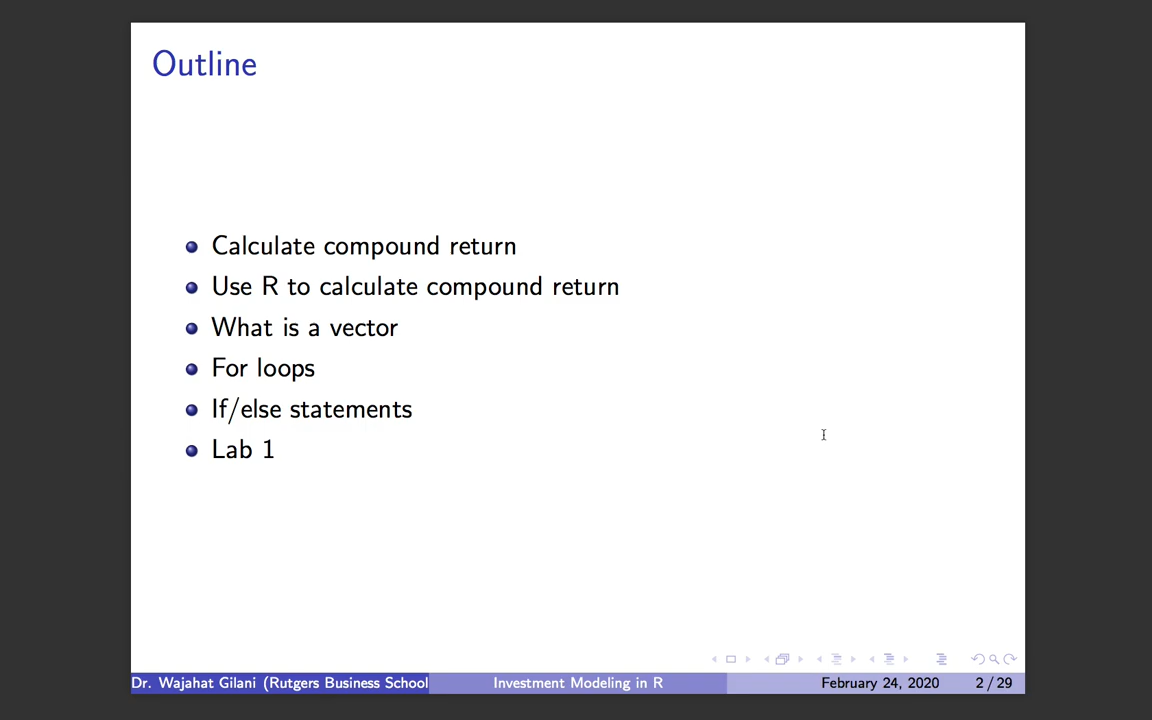 Outline
Calculate compound return
Use R to calculate compound return
What is a vector
For loops
If/else statements
Lab 1
Dr. Wajahat Gilani (Rutgers Business School Investment Modeling in R February 24, 2020 2 / 29